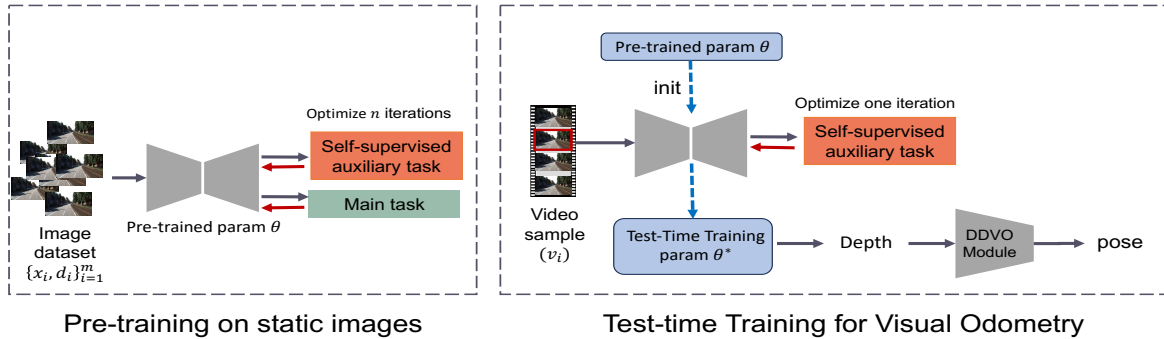 Optimize n iterations
Self-supervised
auxiliary task
Main task
Pre-trained param θ
Image
dataset
{x_i, d_i}_{i=1}^m
Pre-training on static images
Pre-trained param θ
init
Optimize one iteration
Self-supervised
auxiliary task
Video
sample
(v_i)
Test-Time Training
param θ*
Depth
DDVO
Module
pose
Test-time Training for Visual Odometry